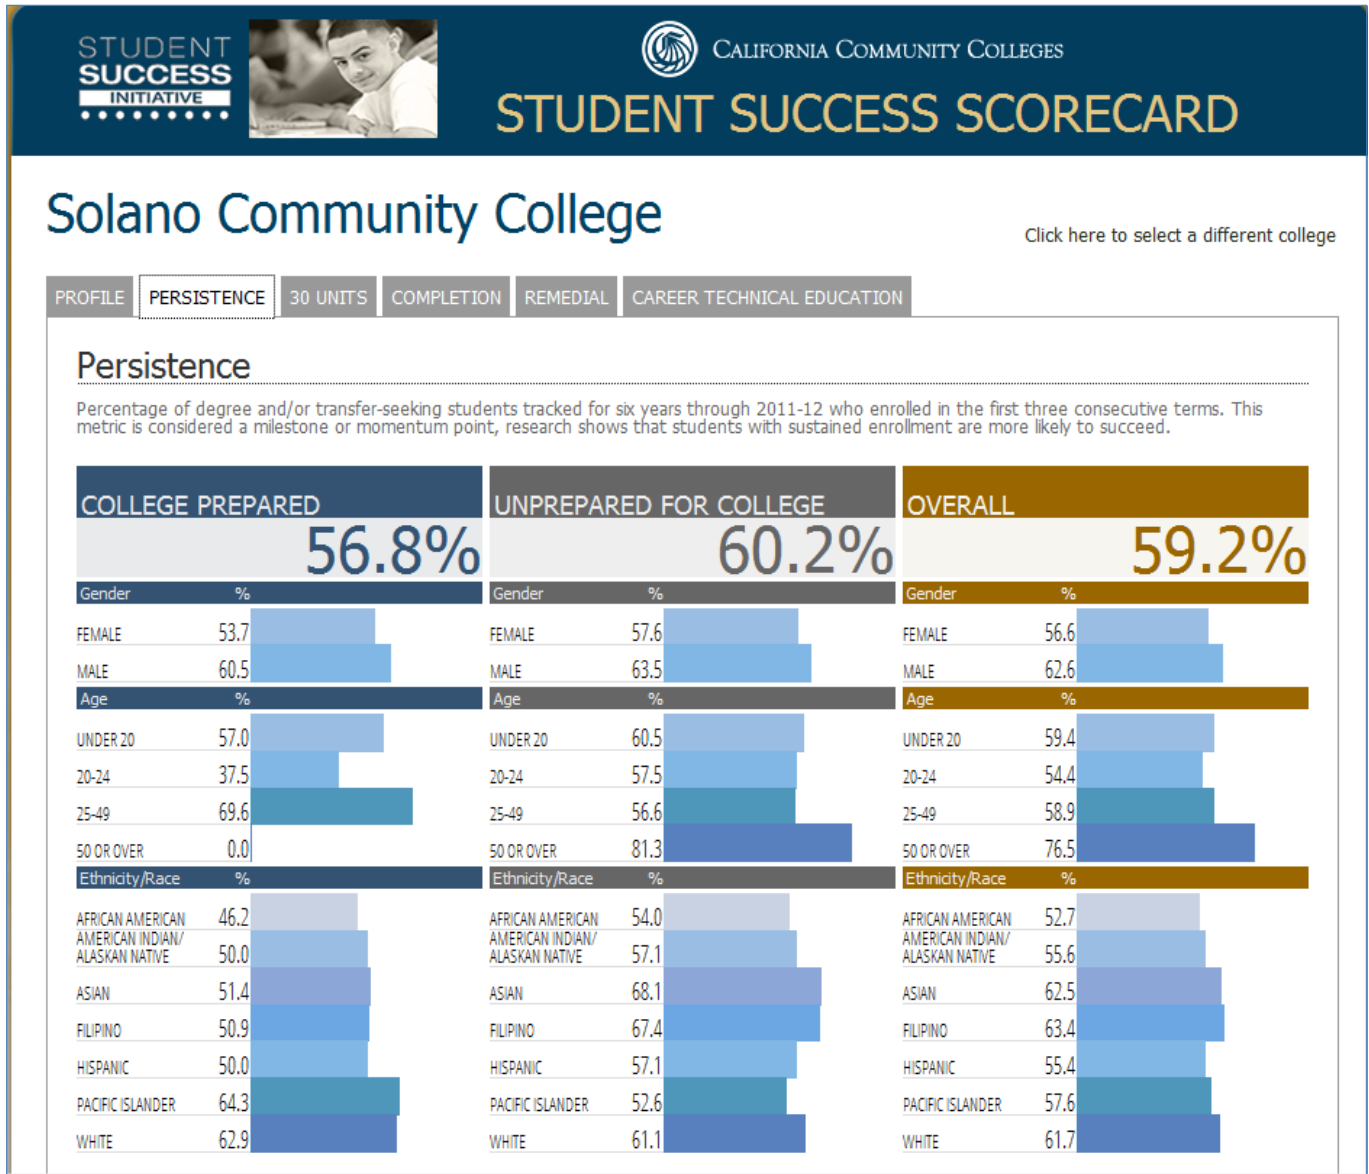 STUDENT
SUCCESS
INITIATIVE
CALIFORNIA COMMUNITY COLLEGES
STUDENT SUCCESS SCORECARD
Solano Community College
Click here to select a different college
PROFILE PERSISTENCE 30 UNITS COMPLETION REMEDIAL CAREER TECHNICAL EDUCATION
Persistence
Percentage of degree and/or transfer-seeking students tracked for six years through 2011-12 who enrolled in the first three consecutive terms. This
metric is considered a milestone or momentum point, research shows that students with sustained enrollment are more likely to succeed.
COLLEGE PREPARED
56.8%
Gender %
FEMALE 53.7
MALE 60.5
Age %
UNDER 20 57.0
20-24 37.5
25-49 69.6
50 OR OVER 0.0
Ethnicity/Race %
AFRICAN AMERICAN 46.2
AMERICAN INDIAN/
ALASKAN NATIVE 50.0
ASIAN 51.4
FILIPINO 50.9
HISPANIC 50.0
PACIFIC ISLANDER 64.3
WHITE 62.9
UNPREPARED FOR COLLEGE
60.2%
Gender %
FEMALE 57.6
MALE 63.5
Age %
UNDER 20 60.5
20-24 57.5
25-49 56.6
50 OR OVER 81.3
Ethnicity/Race %
AFRICAN AMERICAN 54.0
AMERICAN INDIAN/
ALASKAN NATIVE 57.1
ASIAN 68.1
FILIPINO 67.4
HISPANIC 57.1
PACIFIC ISLANDER 52.6
WHITE 61.1
OVERALL
59.2%
Gender %
FEMALE 56.6
MALE 62.6
Age %
UNDER 20 59.4
20-24 54.4
25-49 58.9
50 OR OVER 76.5
Ethnicity/Race %
AFRICAN AMERICAN 52.7
AMERICAN INDIAN/
ALASKAN NATIVE 55.6
ASIAN 62.5
FILIPINO 63.4
HISPANIC 55.4
PACIFIC ISLANDER 57.6
WHITE 61.7